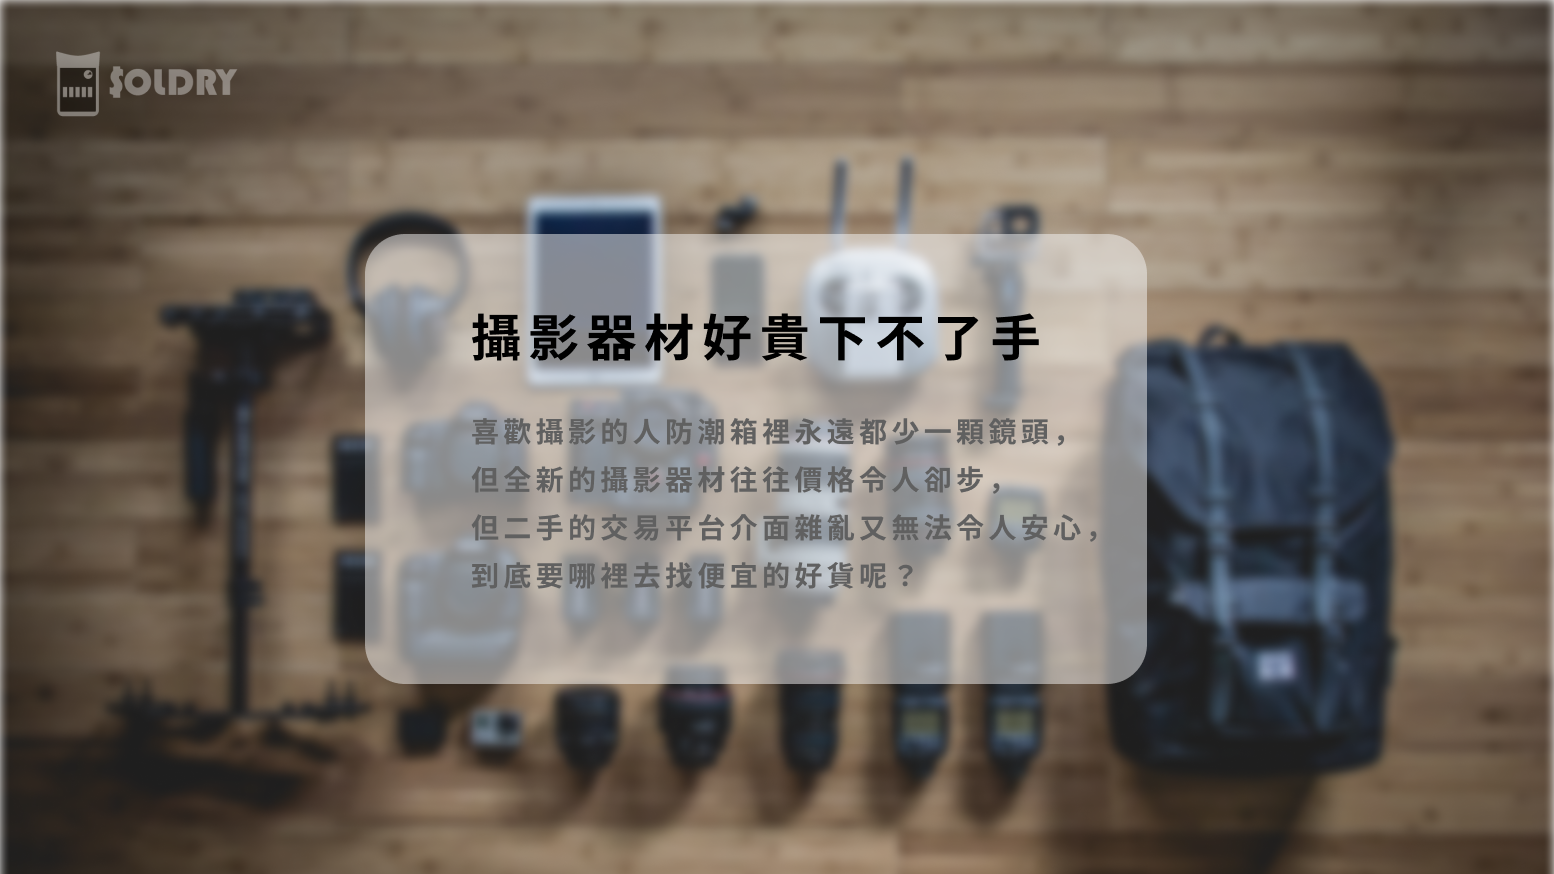 SOLDRY
攝影器材好貴下不了手
喜歡攝影的人防潮箱裡永遠都少一顆鏡頭，
但全新的攝影器材往往價格令人卻步，
但二手的交易平台介面雜亂又無法令人安心，
到底要哪裡去找便宜的好貨呢？